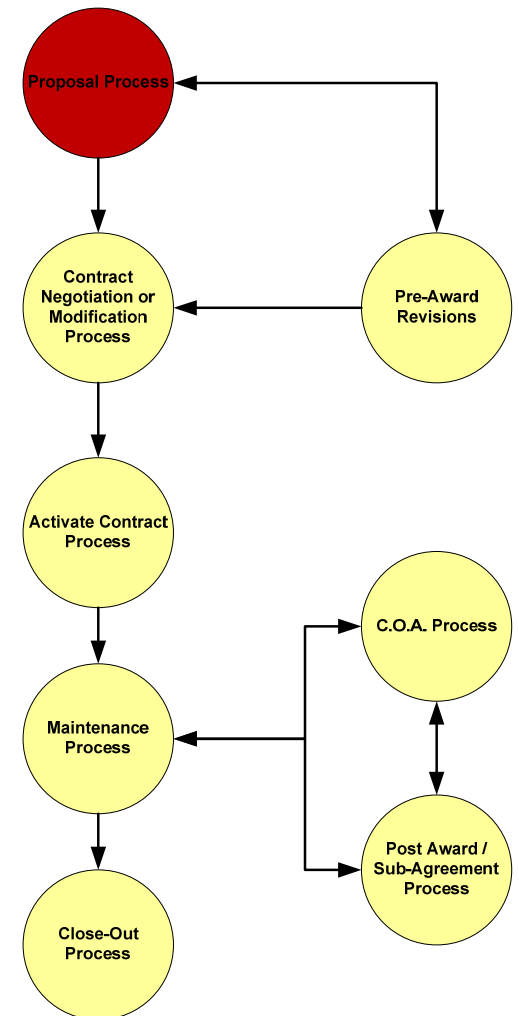 Proposal Process
Contract
Negotiation or
Modification
Process
Pre-Award
Revisions
Activate Contract
Process
C.O.A. Process
Maintenance
Process
Post Award /
Sub-Agreement
Process
Close-Out
Process